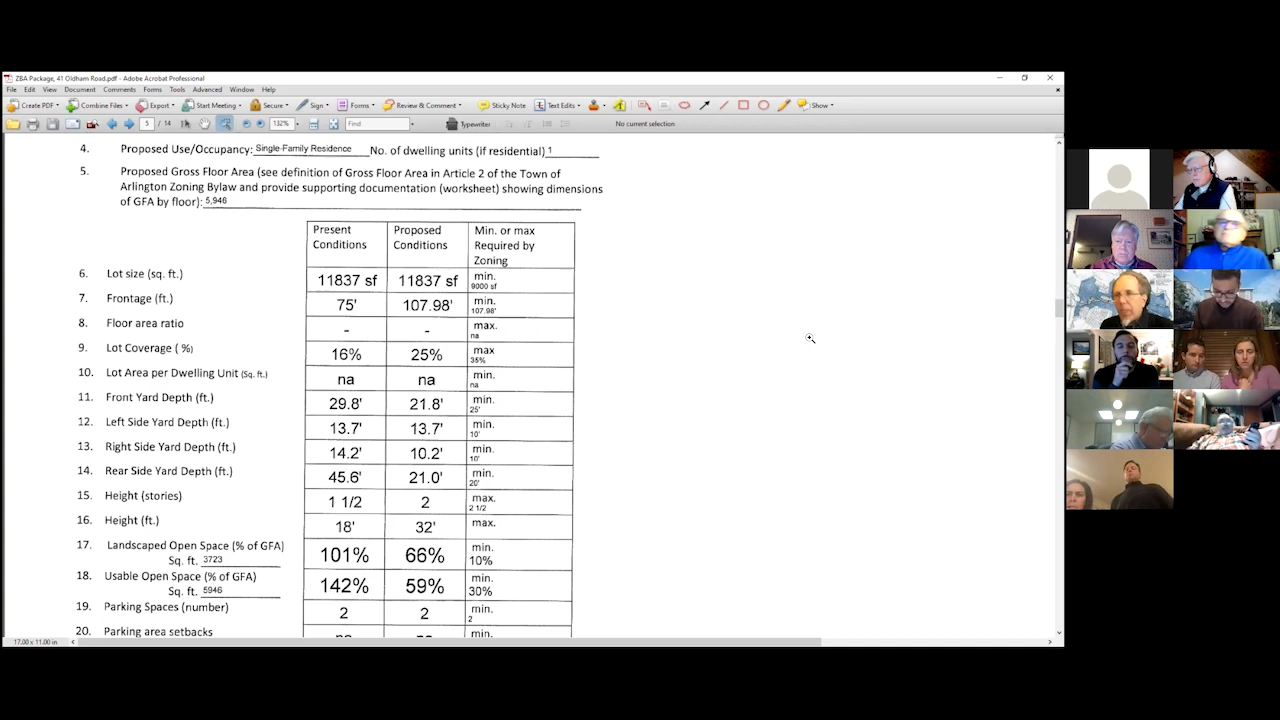 ZBA Package, 41 Oldham Road.pdf - Adobe Acrobat Professional
File Edit View Document Comments Forms Tools Advanced Window Help
Create PDF Combine Files Export Start Meeting Secure Sign Forms Review & Comment Sticky Note Text Edits Show
5 / 14 132% Find Typewriter No current selection
4. Proposed Use/Occupancy: Single-Family Residence No. of dwelling units (if residential) 1
5. Proposed Gross Floor Area (see definition of Gross Floor Area in Article 2 of the Town of
Arlington Zoning Bylaw and provide supporting documentation (worksheet) showing dimensions
of GFA by floor): 5,946
Present Conditions Proposed Conditions Min. or max Required by Zoning
6. Lot size (sq. ft.) 11837 sf 11837 sf min. 9000 sf
7. Frontage (ft.) 75' 107.98' min. 107.98'
8. Floor area ratio - - max. na
9. Lot Coverage ( %) 16% 25% max 35%
10. Lot Area per Dwelling Unit (Sq. ft.) na na min. na
11. Front Yard Depth (ft.) 29.8' 21.8' min. 25'
12. Left Side Yard Depth (ft.) 13.7' 13.7' min. 10'
13. Right Side Yard Depth (ft.) 14.2' 10.2' min. 10'
14. Rear Side Yard Depth (ft.) 45.6' 21.0' min. 20'
15. Height (stories) 1 1/2 2 max. 2 1/2
16. Height (ft.) 18' 32' max.
17. Landscaped Open Space (% of GFA) 101% 66% min. 10%
Sq. ft. 3723
18. Usable Open Space (% of GFA) 142% 59% min. 30%
Sq. ft. 5946
19. Parking Spaces (number) 2 2 min. 2
20. Parking area setbacks na na min.
17.00 x 11.00 in